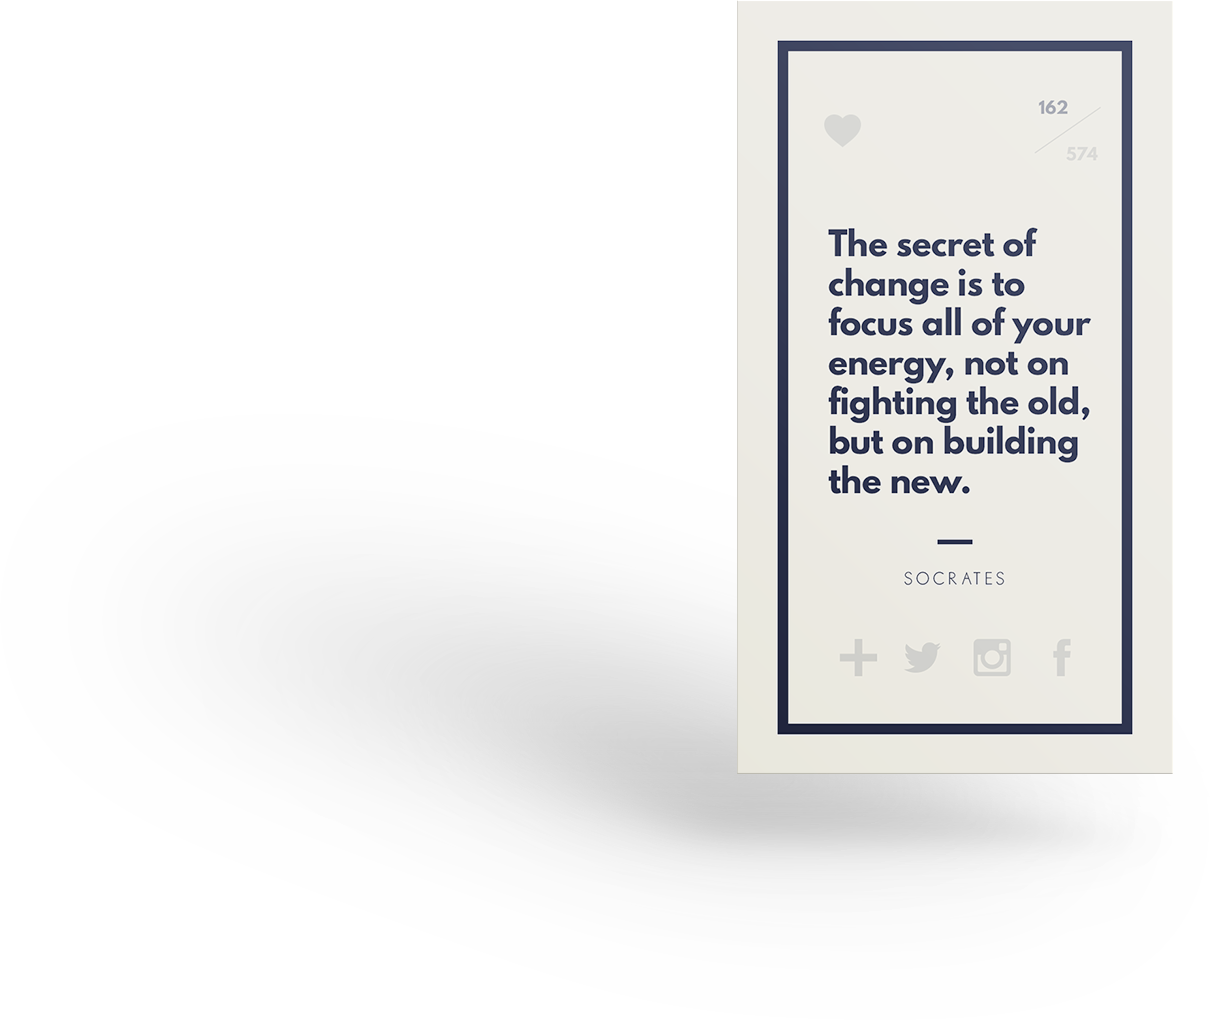 162
574
The secret of
change is to
focus all of your
energy, not on
fighting the old,
but on building
the new.
SOCRATES